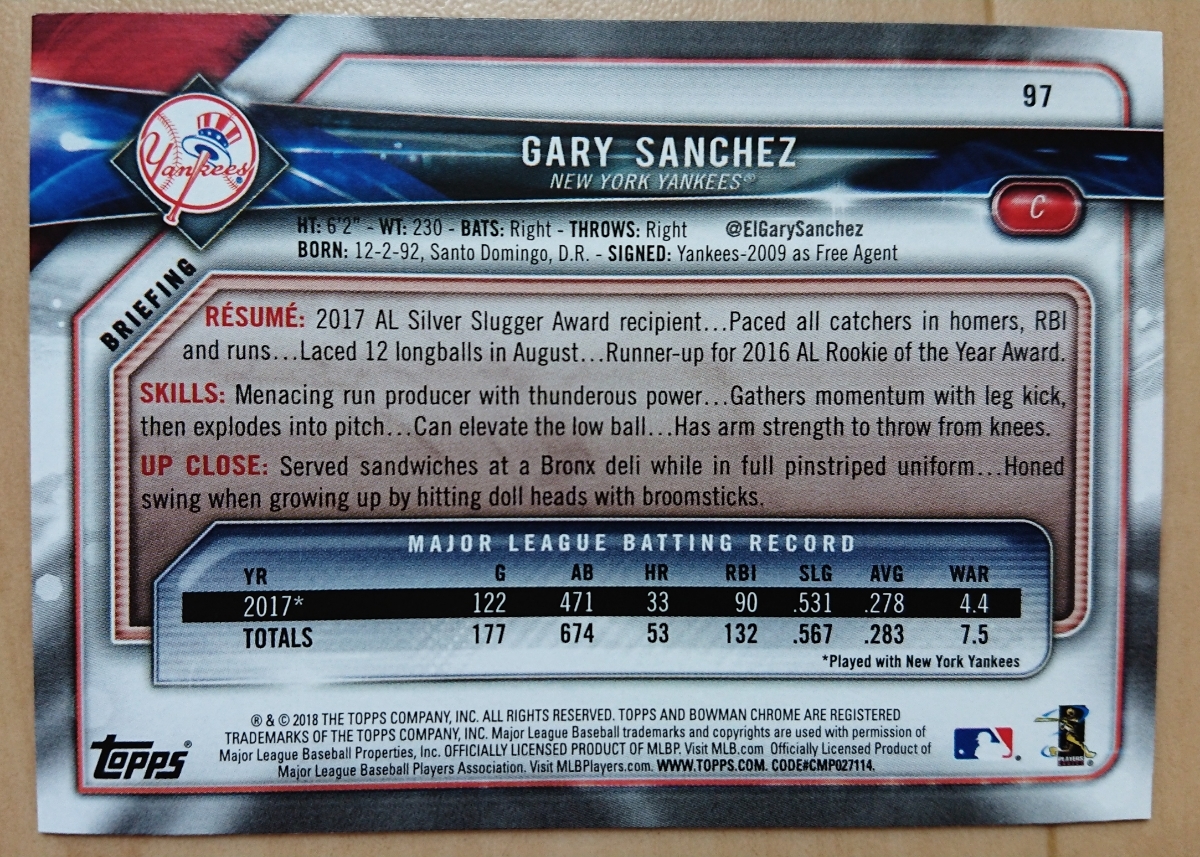 97
Yankees
GARY SANCHEZ
NEW YORK YANKEES®
C
HT: 6'2" - WT: 230 - BATS: Right - THROWS: Right @ElGarySanchez
BORN: 12-2-92, Santo Domingo, D.R. - SIGNED: Yankees-2009 as Free Agent
BRIEFING
RÉSUMÉ: 2017 AL Silver Slugger Award recipient...Paced all catchers in homers, RBI
and runs...Laced 12 longballs in August...Runner-up for 2016 AL Rookie of the Year Award.
SKILLS: Menacing run producer with thunderous power...Gathers momentum with leg kick,
then explodes into pitch...Can elevate the low ball...Has arm strength to throw from knees.
UP CLOSE: Served sandwiches at a Bronx deli while in full pinstriped uniform...Honed
swing when growing up by hitting doll heads with broomsticks.
MAJOR LEAGUE BATTING RECORD
YR G AB HR RBI SLG AVG WAR
2017* 122 471 33 90 .531 .278 4.4
TOTALS 177 674 53 132 .567 .283 7.5
*Played with New York Yankees
® & © 2018 THE TOPPS COMPANY, INC. ALL RIGHTS RESERVED. TOPPS AND BOWMAN CHROME ARE REGISTERED
TRADEMARKS OF THE TOPPS COMPANY, INC. Major League Baseball trademarks and copyrights are used with permission of
Major League Baseball Properties, Inc. OFFICIALLY LICENSED PRODUCT OF MLBP. Visit MLB.com Officially Licensed Product of
Major League Baseball Players Association. Visit MLBPlayers.com. WWW.TOPPS.COM. CODE#CMP027114.
topps®
PLAYERS